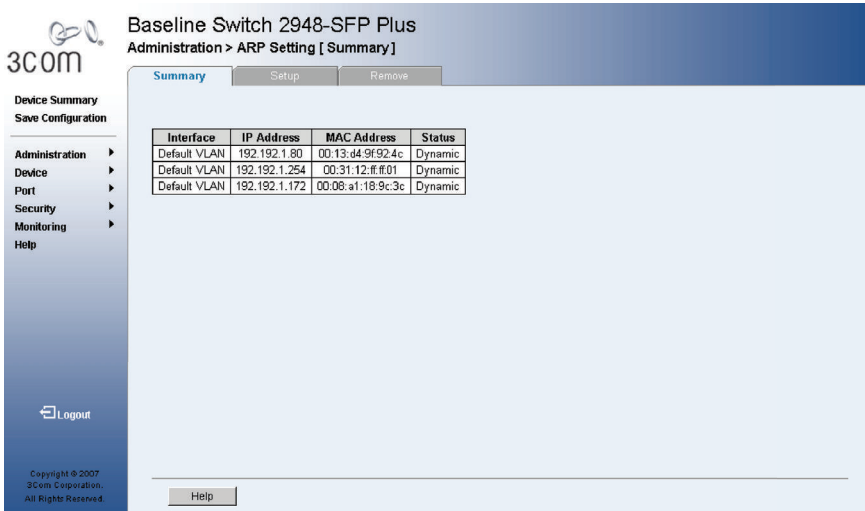 Baseline Switch 2948-SFP Plus
Administration > ARP Setting [ Summary ]
3COM
Summary Setup Remove
Device Summary
Save Configuration
Administration
Device
Port
Security
Monitoring
Help
Interface IP Address MAC Address Status
Default VLAN 192.192.1.80 00:13:d4:9f:92:4c Dynamic
Default VLAN 192.192.1.254 00:31:12:ff:ff:01 Dynamic
Default VLAN 192.192.1.172 00:08:a1:18:9c:3c Dynamic
Logout
Copyright © 2007
3Com Corporation.
All Rights Reserved.
Help